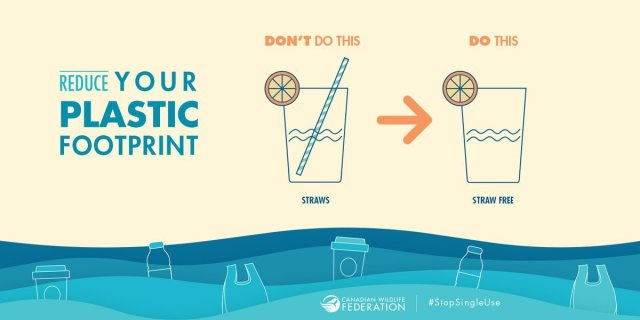 REDUCE YOUR
PLASTIC
FOOTPRINT
DON'T DO THIS
STRAWS
DO THIS
STRAW FREE
CANADIAN WILDLIFE
FEDERATION
#StopSingleUse